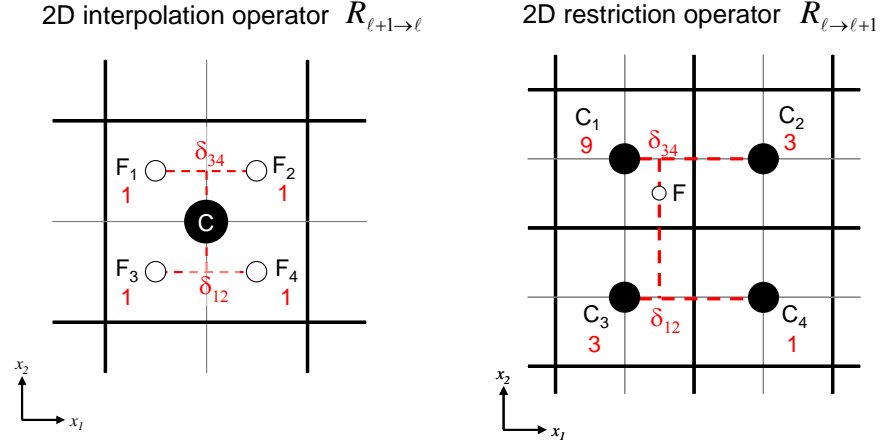 2D interpolation operator R_{ℓ+1→ℓ}
F₁ δ₃₄ F₂
1 1
C
F₃ F₄
1 δ₁₂ 1
x₂
x₁
2D restriction operator R_{ℓ→ℓ+1}
C₁ C₂
9 δ₃₄ 3
F
C₃ δ₁₂ C₄
3 1
x₂
x₁